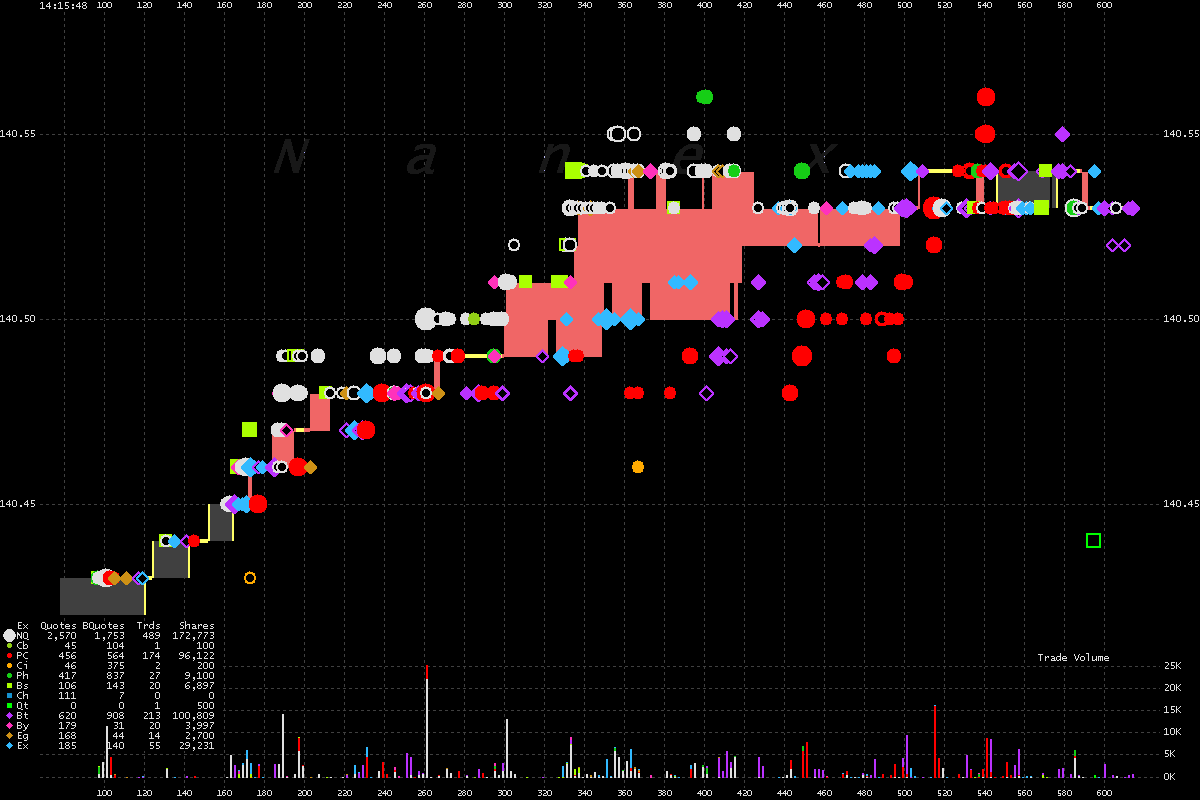 14:15:48 100 120 140 160 180 200 220 240 260 280 300 320 340 360 380 400 420 440 460 480 500 520 540 560 580 600
140.55 140.55
N a n e x
140.50 140.50
140.45 140.45
Ex Quotes BQuotes Trds Shares
NQ 2,570 1,753 489 172,773
Cb 45 104 1 100
PC 456 564 174 96,122
Ci 46 375 2 200
Ph 417 837 27 9,100
Bs 106 143 20 6,897
Ch 111 7 0 0
Qt 0 0 1 500
Bt 620 908 213 100,809
By 179 31 20 3,997
Eg 168 44 14 2,700
Ex 185 140 55 29,231
Trade Volume
25K
20K
15K
10K
5K
0K
100 120 140 160 180 200 220 240 260 280 300 320 340 360 380 400 420 440 460 480 500 520 540 560 580 600